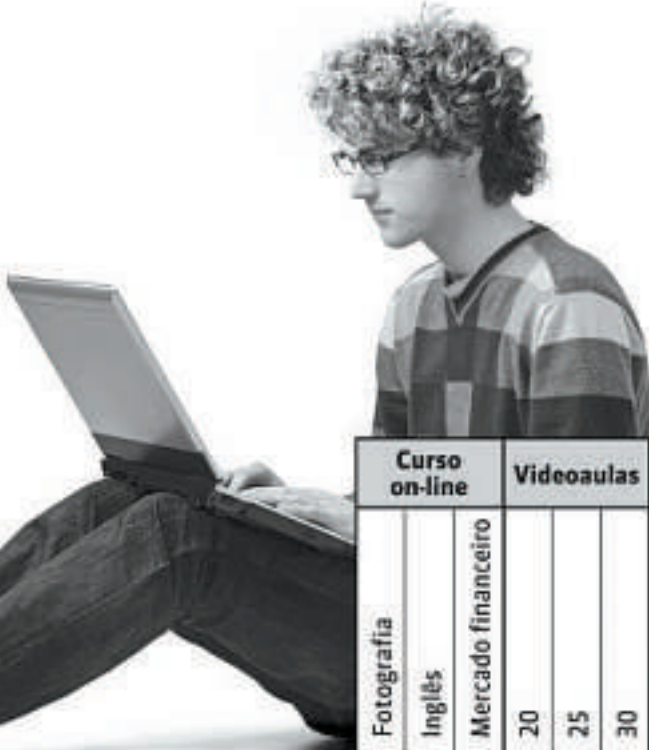 Curso
on-line
Videoaulas
Fotografia
Inglês
Mercado financeiro
20
25
30